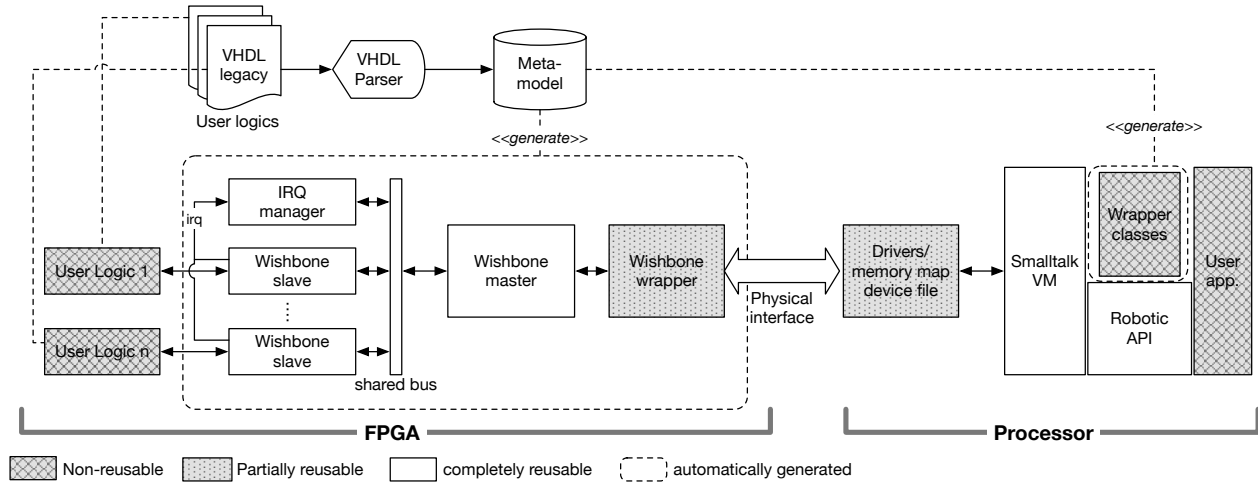 VHDL
legacy
VHDL
Parser
Meta-
model
User logics
<<generate>>
<<generate>>
IRQ
manager
irq
User Logic 1
Wishbone
slave
Wishbone
master
Wishbone
wrapper
Physical
interface
Drivers/
memory map
device file
Smalltalk
VM
Wrapper
classes
User
app.
Robotic
API
User Logic n
Wishbone
slave
shared bus
FPGA
Processor
Non-reusable
Partially reusable
completely reusable
automatically generated